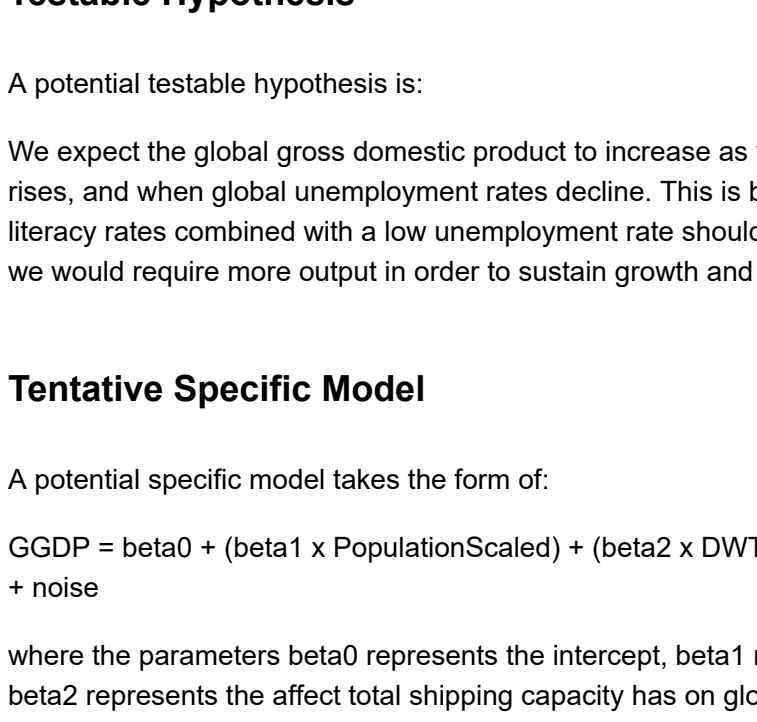 Testable Hypothesis
A potential testable hypothesis is:
We expect the global gross domestic product to increase as
rises, and when global unemployment rates decline. This is
literacy rates combined with a low unemployment rate
we would require more output in order to sustain growth and
Tentative Specific Model
A potential specific model takes the form of:
GGDP = beta0 + (beta1 x PopulationScaled) + (beta2 x DWT
+ noise
where the parameters beta0 represents the intercept, beta1
beta2 represents the affect total shipping capacity has on